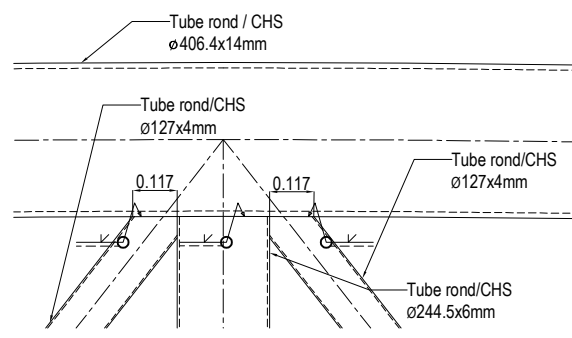 Tube rond / CHS
ø406.4x14mm
Tube rond/CHS
Ø127x4mm
Tube rond/CHS
Ø127x4mm
0.117
0.117
Tube rond/CHS
Ø244.5x6mm